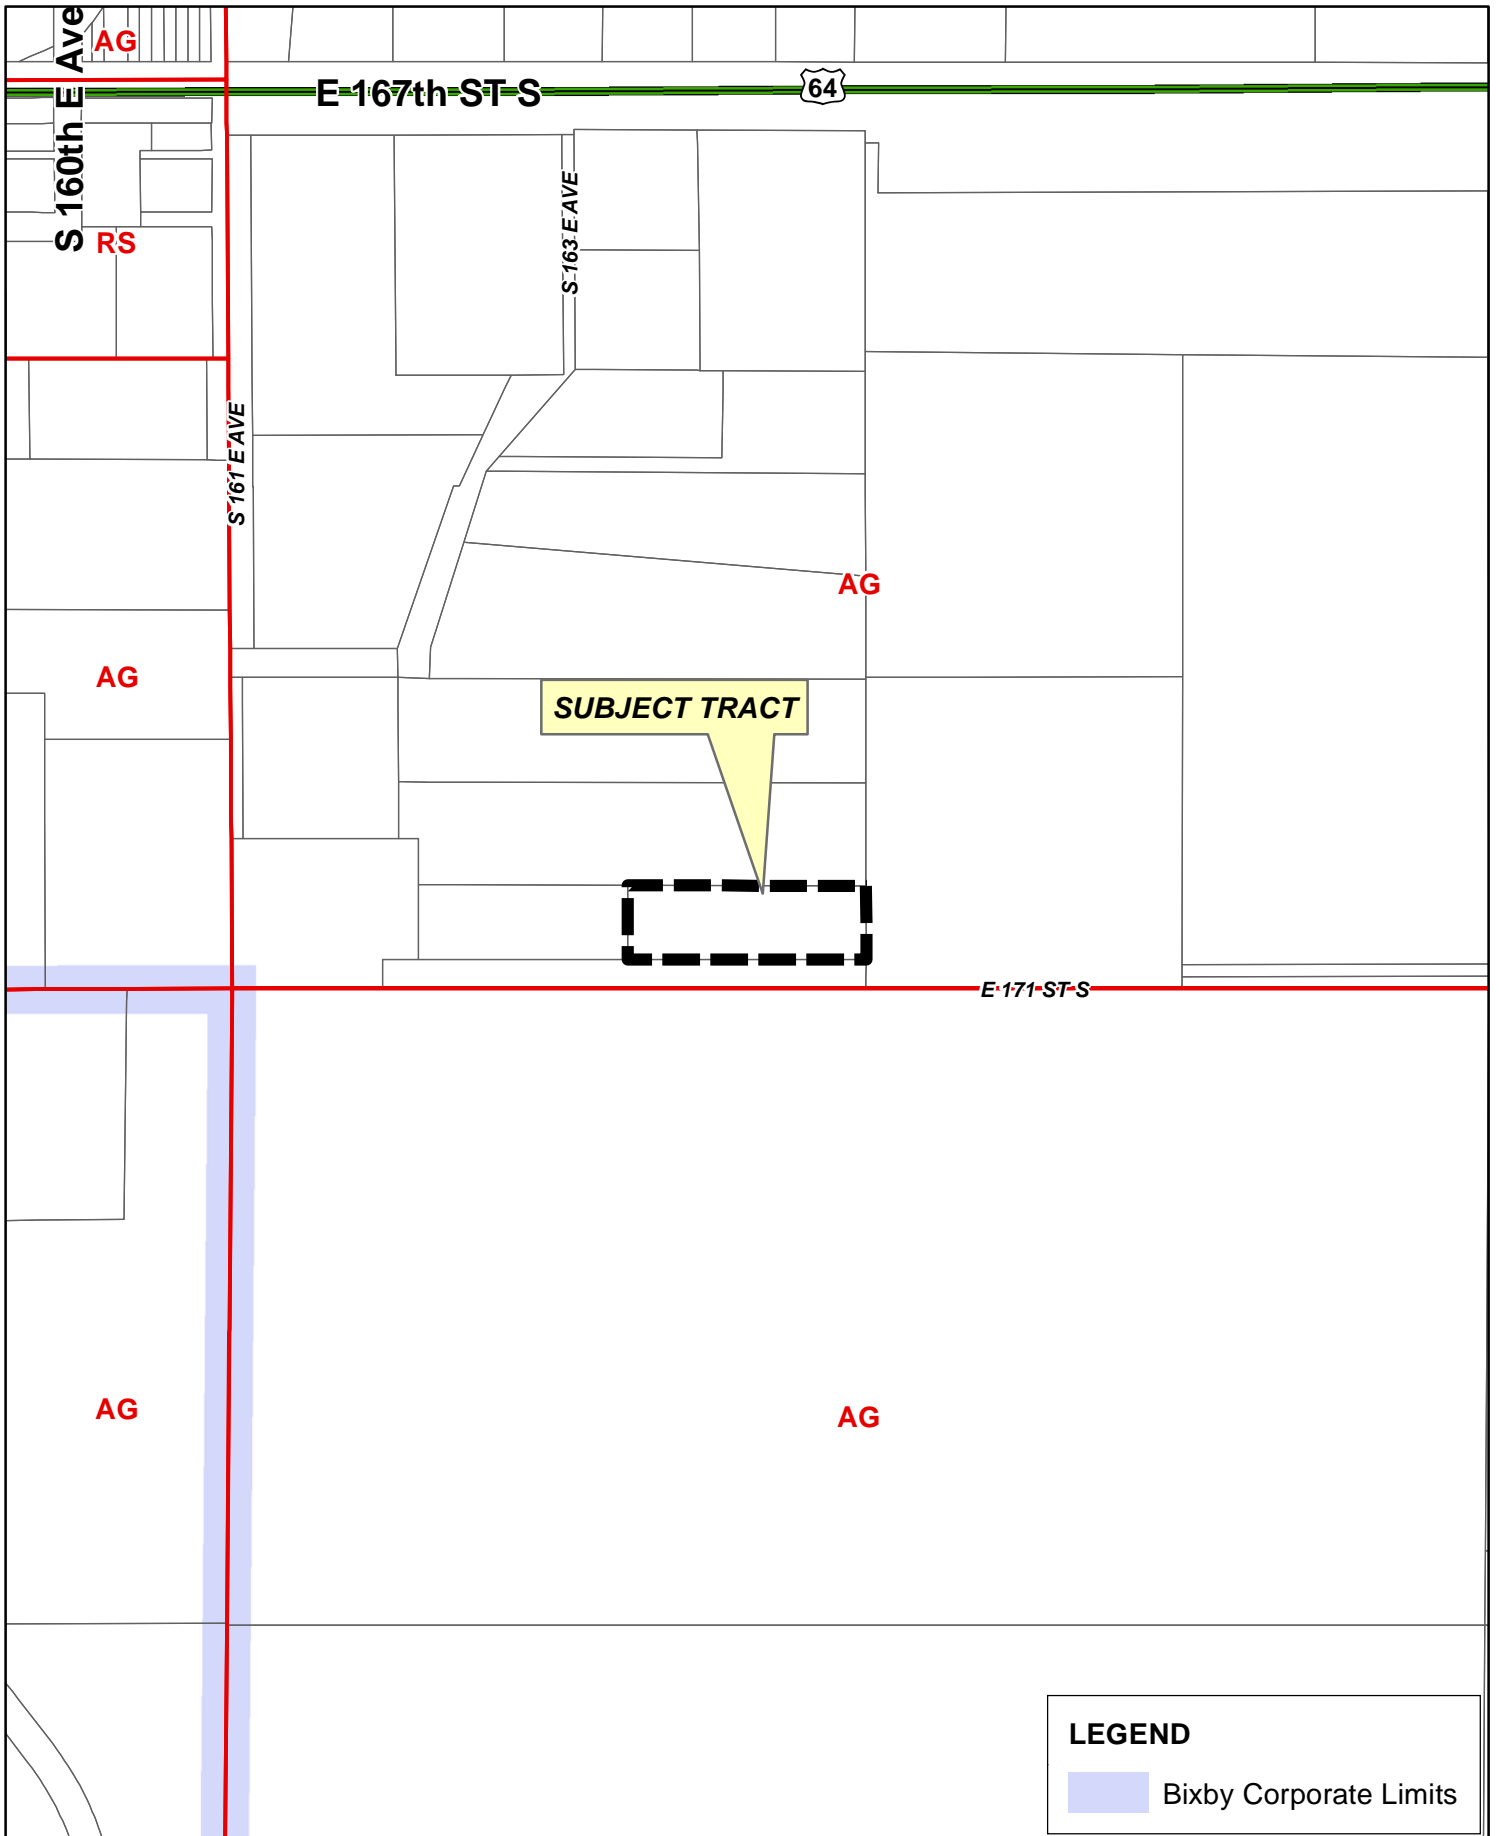 AG
S 160th E Ave
E 167th ST S
64
S 163 E AVE
RS
S 161 E AVE
AG
AG
SUBJECT TRACT
E 171 ST S
AG
AG
LEGEND
Bixby Corporate Limits